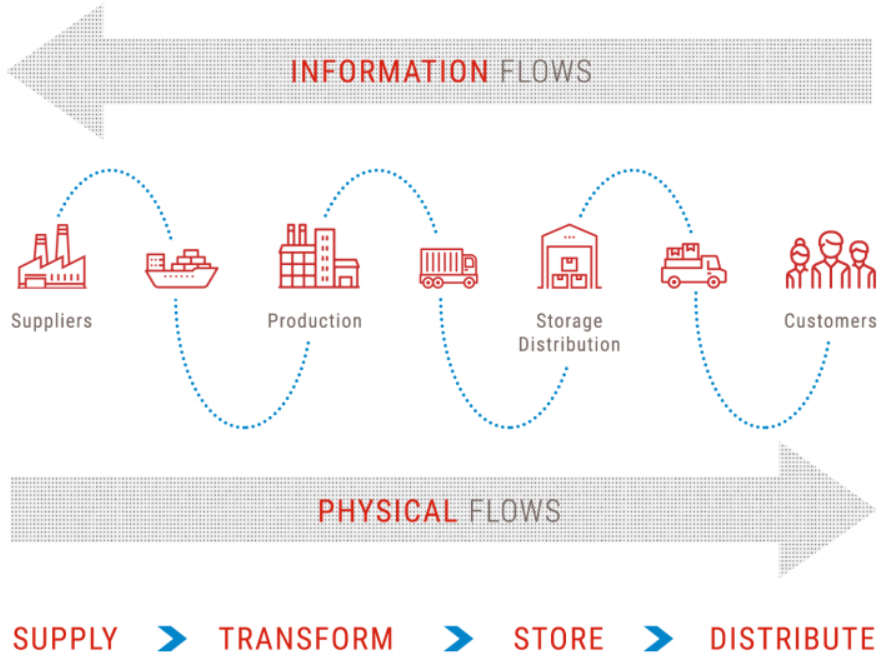 INFORMATION FLOWS
Suppliers
Production
Storage
Distribution
Customers
PHYSICAL FLOWS
SUPPLY TRANSFORM STORE DISTRIBUTE